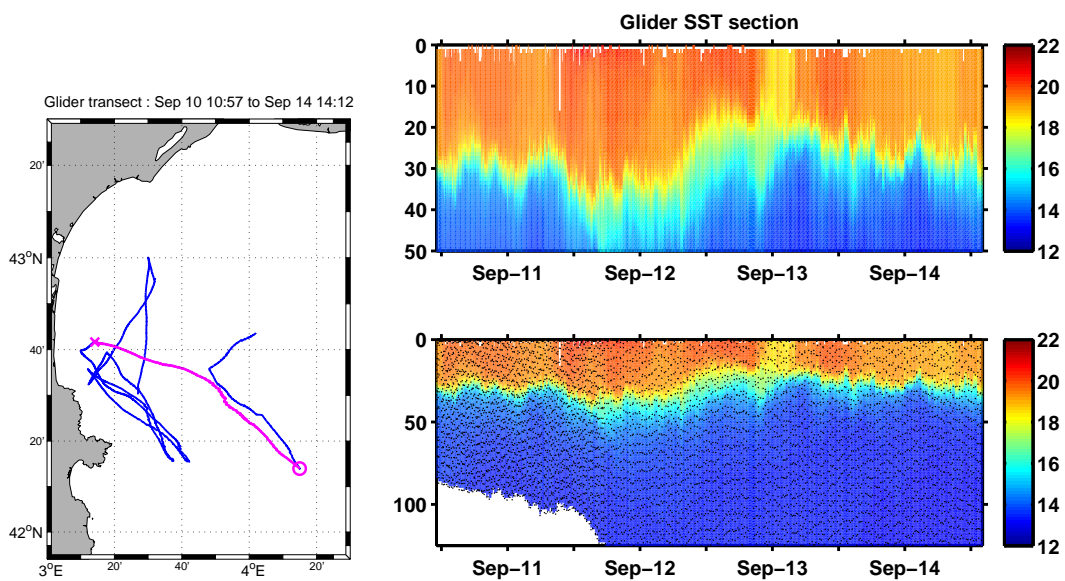 Glider transect : Sep 10 10:57 to Sep 14 14:12
20'
43°N
40'
20'
42°N
3°E
20'
40'
4°E
20'
Glider SST section
0
10
20
30
40
50
Sep-11
Sep-12
Sep-13
Sep-14
22
20
18
16
14
12
0
50
100
Sep-11
Sep-12
Sep-13
Sep-14
22
20
18
16
14
12